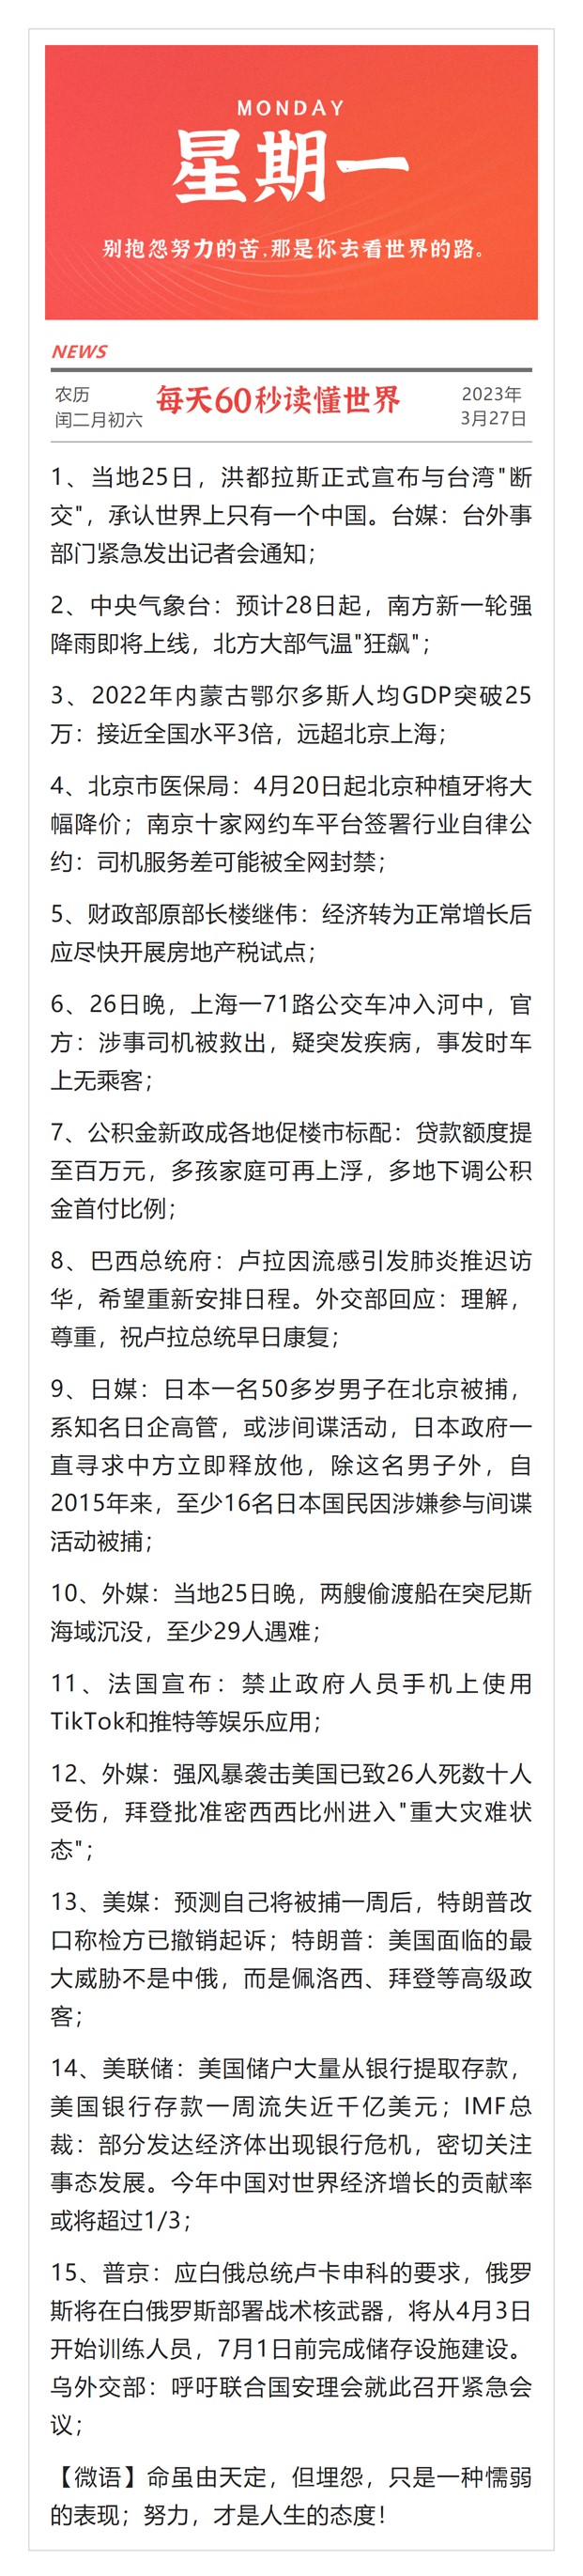 MONDAY
星期一
别抱怨努力的苦,那是你去看世界的路。
NEWS
农历
闰二月初六
每天60秒读懂世界
2023年
3月27日
1、当地25日，洪都拉斯正式宣布与台湾"断
交"，承认世界上只有一个中国。台媒：台外事
部门紧急发出记者会通知；
2、中央气象台：预计28日起，南方新一轮强
降雨即将上线，北方大部气温"狂飙"；
3、2022年内蒙古鄂尔多斯人均GDP突破25
万：接近全国水平3倍，远超北京上海；
4、北京市医保局：4月20日起北京种植牙将大
幅降价；南京十家网约车平台签署行业自律公
约：司机服务差可能被全网封禁；
5、财政部原部长楼继伟：经济转为正常增长后
应尽快开展房地产税试点；
6、26日晚，上海一71路公交车冲入河中，官
方：涉事司机被救出，疑突发疾病，事发时车
上无乘客；
7、公积金新政成各地促楼市标配：贷款额度提
至百万元，多孩家庭可再上浮，多地下调公积
金首付比例；
8、巴西总统府：卢拉因流感引发肺炎推迟访
华，希望重新安排日程。外交部回应：理解，
尊重，祝卢拉总统早日康复；
9、日媒：日本一名50多岁男子在北京被捕，
系知名日企高管，或涉间谍活动，日本政府一
直寻求中方立即释放他，除这名男子外，自
2015年来，至少16名日本国民因涉嫌参与间谍
活动被捕；
10、外媒：当地25日晚，两艘偷渡船在突尼斯
海域沉没，至少29人遇难；
11、法国宣布：禁止政府人员手机上使用
TikTok和推特等娱乐应用；
12、外媒：强风暴袭击美国已致26人死数十人
受伤，拜登批准密西西比州进入"重大灾难状
态"；
13、美媒：预测自己将被捕一周后，特朗普改
口称检方已撤销起诉；特朗普：美国面临的最
大威胁不是中俄，而是佩洛西、拜登等高级政
客；
14、美联储：美国储户大量从银行提取存款，
美国银行存款一周流失近千亿美元；IMF总
裁：部分发达经济体出现银行危机，密切关注
事态发展。今年中国对世界经济增长的贡献率
或将超过1/3；
15、普京：应白俄总统卢卡申科的要求，俄罗
斯将在白俄罗斯部署战术核武器，将从4月3日
开始训练人员，7月1日前完成储存设施建设。
乌外交部：呼吁联合国安理会就此召开紧急会
议；
【微语】命虽由天定，但埋怨，只是一种懦弱
的表现；努力，才是人生的态度！